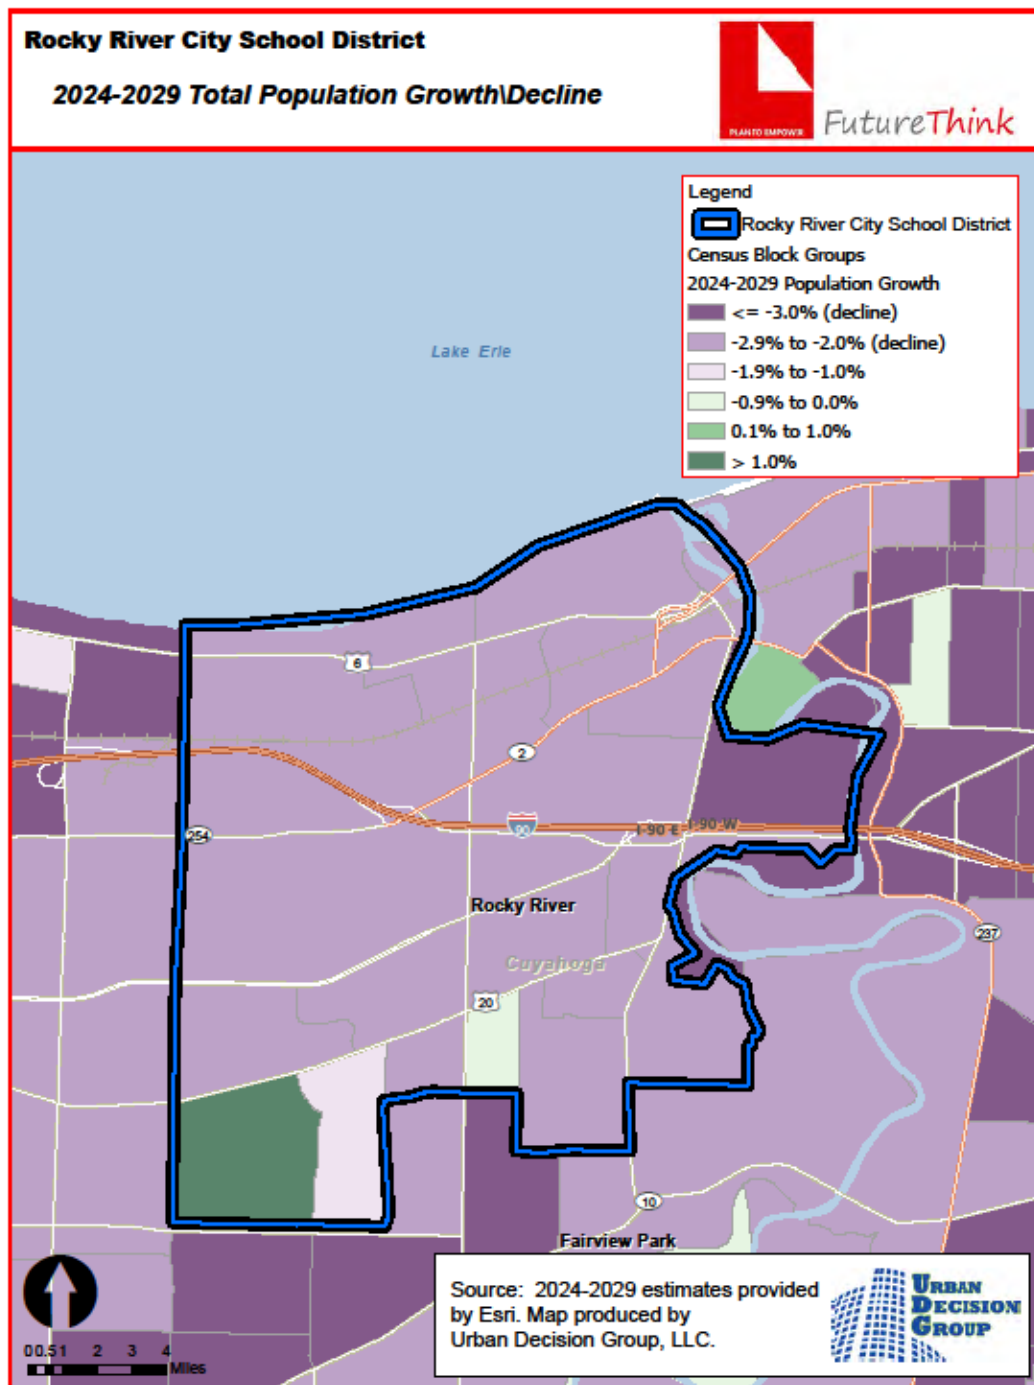 Rocky River City School District
2024-2029 Total Population Growth\Decline
PLAN TO EMPOWER
FutureThink
Legend
Rocky River City School District
Census Block Groups
2024-2029 Population Growth
<= -3.0% (decline)
-2.9% to -2.0% (decline)
-1.9% to -1.0%
-0.9% to 0.0%
0.1% to 1.0%
> 1.0%
Lake Erie
6
2
254
90
I-90 E
I-90 W
Rocky River
237
Cuyahoga
20
10
Fairview Park
Source: 2024-2029 estimates provided
by Esri. Map produced by
Urban Decision Group, LLC.
URBAN
DECISION
GROUP
0 0.5 1 2 3 4
Miles